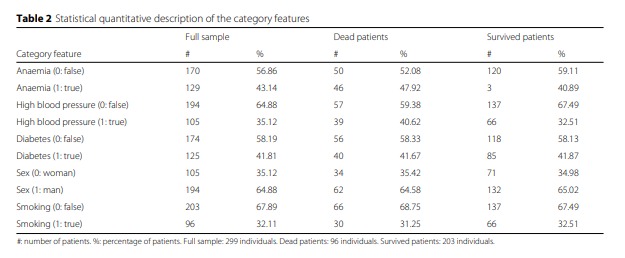 Table 2 Statistical quantitative description of the category features
Full sample Dead patients Survived patients
Category feature # % # % # %
Anaemia (0: false) 170 56.86 50 52.08 120 59.11
Anaemia (1: true) 129 43.14 46 47.92 3 40.89
High blood pressure (0: false) 194 64.88 57 59.38 137 67.49
High blood pressure (1: true) 105 35.12 39 40.62 66 32.51
Diabetes (0: false) 174 58.19 56 58.33 118 58.13
Diabetes (1: true) 125 41.81 40 41.67 85 41.87
Sex (0: woman) 105 35.12 34 35.42 71 34.98
Sex (1: man) 194 64.88 62 64.58 132 65.02
Smoking (0: false) 203 67.89 66 68.75 137 67.49
Smoking (1: true) 96 32.11 30 31.25 66 32.51
#: number of patients. %: percentage of patients. Full sample: 299 individuals. Dead patients: 96 individuals. Survived patients: 203 individuals.